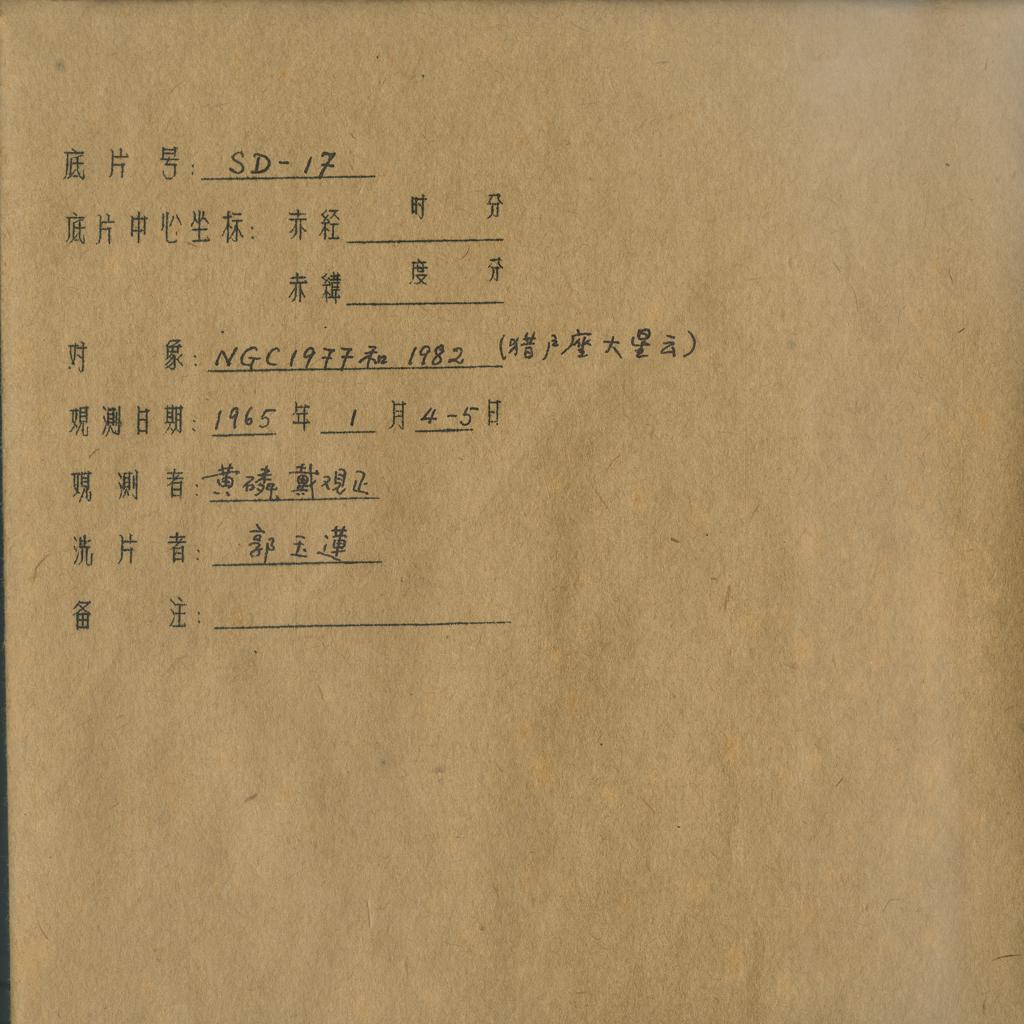 底片号: SD-17
底片中心坐标: 赤经 时 分
赤緯 度 分
对象: NGC1977和1982 (猎户座大星云)
观测日期: 1965年1月4-5日
观测者: 黄磷 戴观正
洗片者: 郭玉蓮
备注: